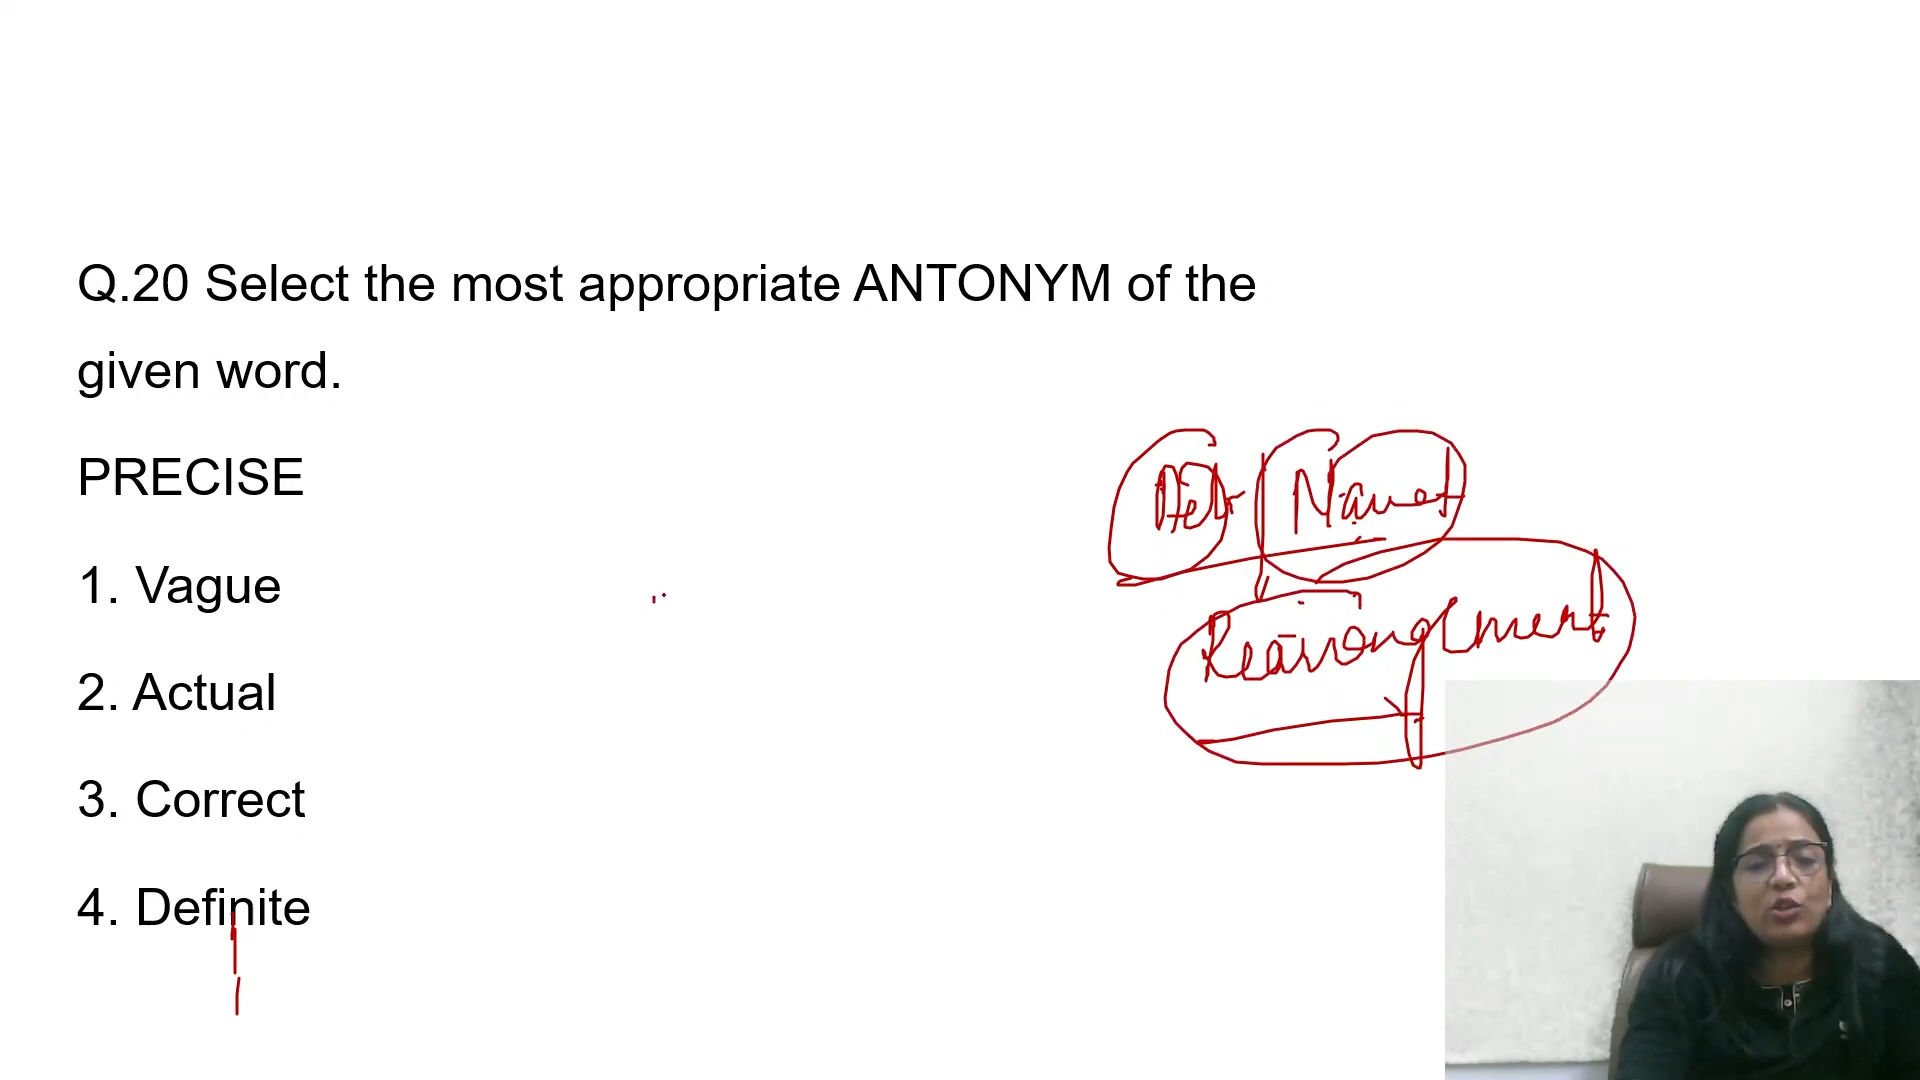 Q.20 Select the most appropriate ANTONYM of the
given word.
PRECISE
1. Vague
2. Actual
3. Correct
4. Definite
Rearrangement